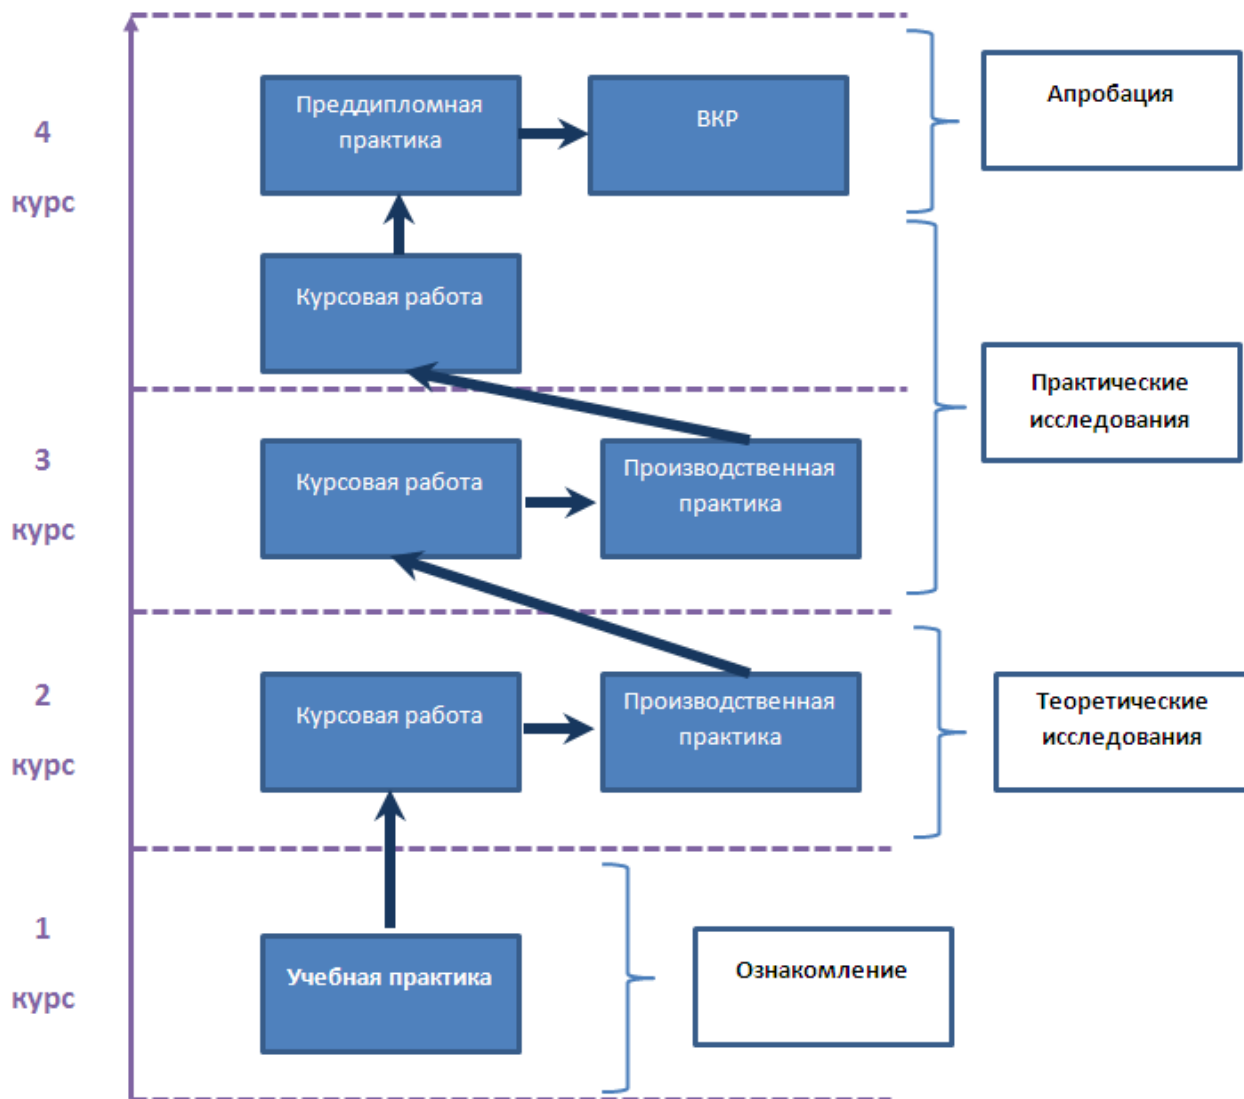 4
курс
Преддипломная
практика
ВКР
Апробация
Курсовая работа
Практические
исследования
3
курс
Курсовая работа
Производственная
практика
2
курс
Курсовая работа
Производственная
практика
Теоретические
исследования
1
курс
Учебная практика
Ознакомление